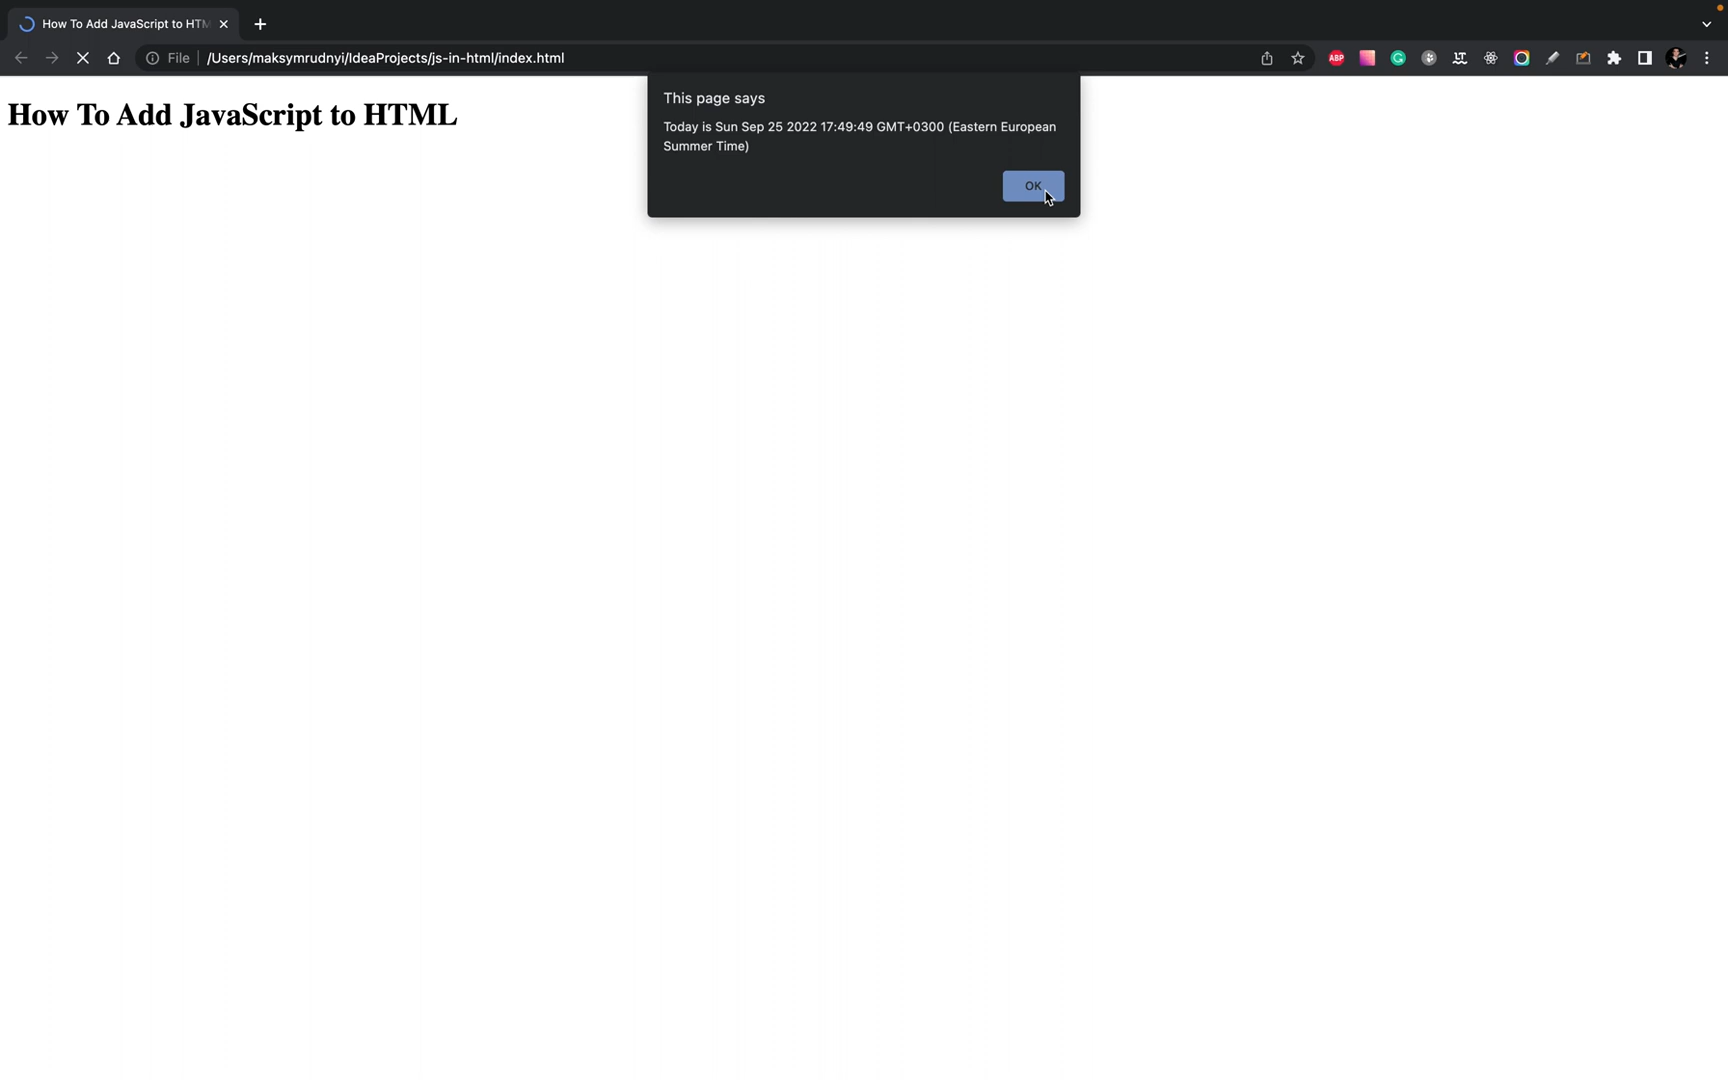 How To Add JavaScript to HTM
File /Users/maksymrudnyi/IdeaProjects/js-in-html/index.html
ABP
How To Add JavaScript to HTML
This page says
Today is Sun Sep 25 2022 17:49:49 GMT+0300 (Eastern European
Summer Time)
OK